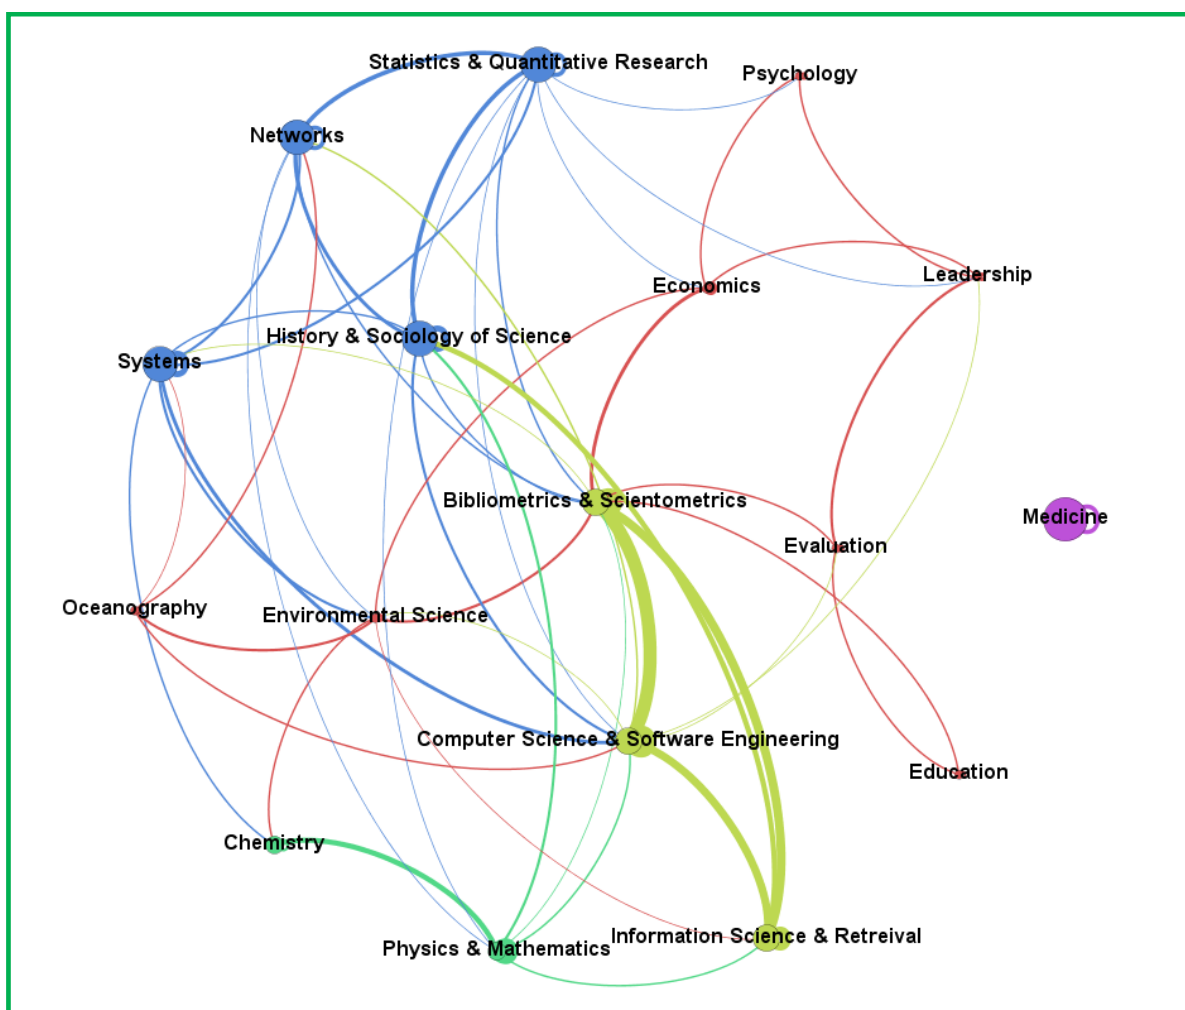 Statistics & Quantitative Research
Psychology
Networks
Leadership
Economics
History & Sociology of Science
Systems
Bibliometrics & Scientometrics
Medicine
Evaluation
Oceanography
Environmental Science
Computer Science & Software Engineering
Education
Chemistry
Information Science & Retreival
Physics & Mathematics